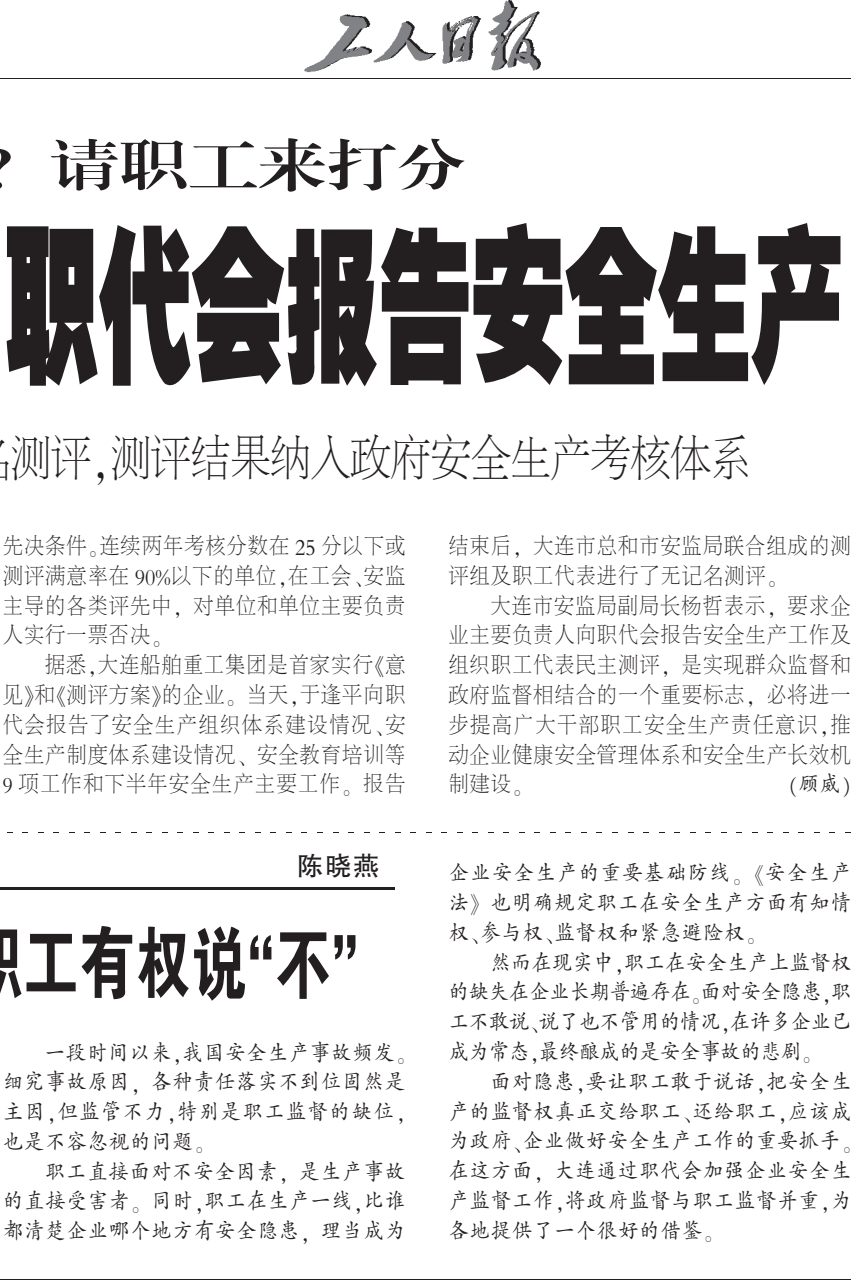 工人日报
？ 请职工来打分
职代会报告安全生产
名测评,测评结果纳入政府安全生产考核体系
先决条件。连续两年考核分数在 25 分以下或
测评满意率在 90%以下的单位,在工会、安监
主导的各类评先中，对单位和单位主要负责
人实行一票否决。
据悉,大连船舶重工集团是首家实行《意
见》和《测评方案》的企业。当天,于逢平向职
代会报告了安全生产组织体系建设情况、安
全生产制度体系建设情况、安全教育培训等
9 项工作和下半年安全生产主要工作。报告
结束后，大连市总和市安监局联合组成的测
评组及职工代表进行了无记名测评。
大连市安监局副局长杨哲表示，要求企
业主要负责人向职代会报告安全生产工作及
组织职工代表民主测评，是实现群众监督和
政府监督相结合的一个重要标志，必将进一
步提高广大干部职工安全生产责任意识,推
动企业健康安全管理体系和安全生产长效机
制建设。 (顾威)
陈晓燕
职工有权说“不”
一段时间以来,我国安全生产事故频发。
细究事故原因，各种责任落实不到位固然是
主因,但监管不力,特别是职工监督的缺位，
也是不容忽视的问题。
职工直接面对不安全因素，是生产事故
的直接受害者。同时,职工在生产一线,比谁
都清楚企业哪个地方有安全隐患，理当成为
企业安全生产的重要基础防线。《安全生产
法》也明确规定职工在安全生产方面有知情
权、参与权、监督权和紧急避险权。
然而在现实中,职工在安全生产上监督权
的缺失在企业长期普遍存在。面对安全隐患,职
工不敢说、说了也不管用的情况,在许多企业已
成为常态,最终酿成的是安全事故的悲剧。
面对隐患,要让职工敢于说话,把安全生
产的监督权真正交给职工、还给职工,应该成
为政府、企业做好安全生产工作的重要抓手。
在这方面，大连通过职代会加强企业安全生
产监督工作,将政府监督与职工监督并重,为
各地提供了一个很好的借鉴。